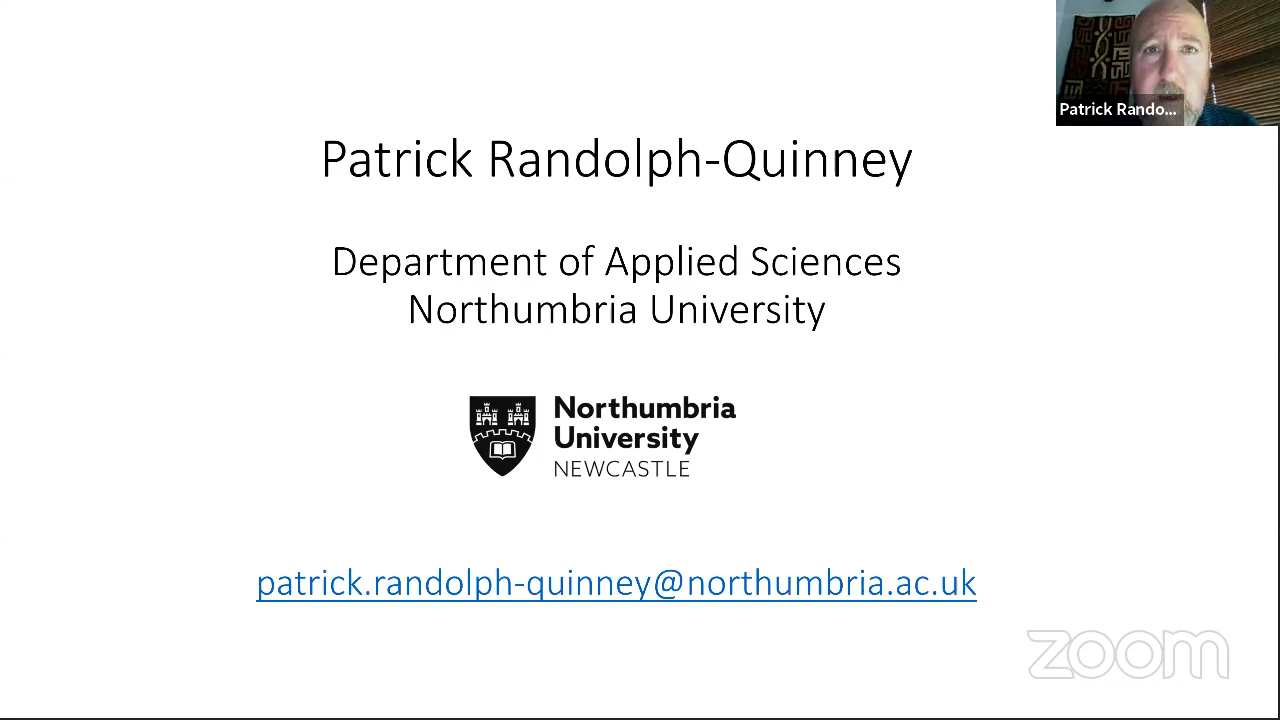 Patrick Rando...
Patrick Randolph-Quinney
Department of Applied Sciences
Northumbria University
Northumbria
University
NEWCASTLE
patrick.randolph-quinney@northumbria.ac.uk
zoom